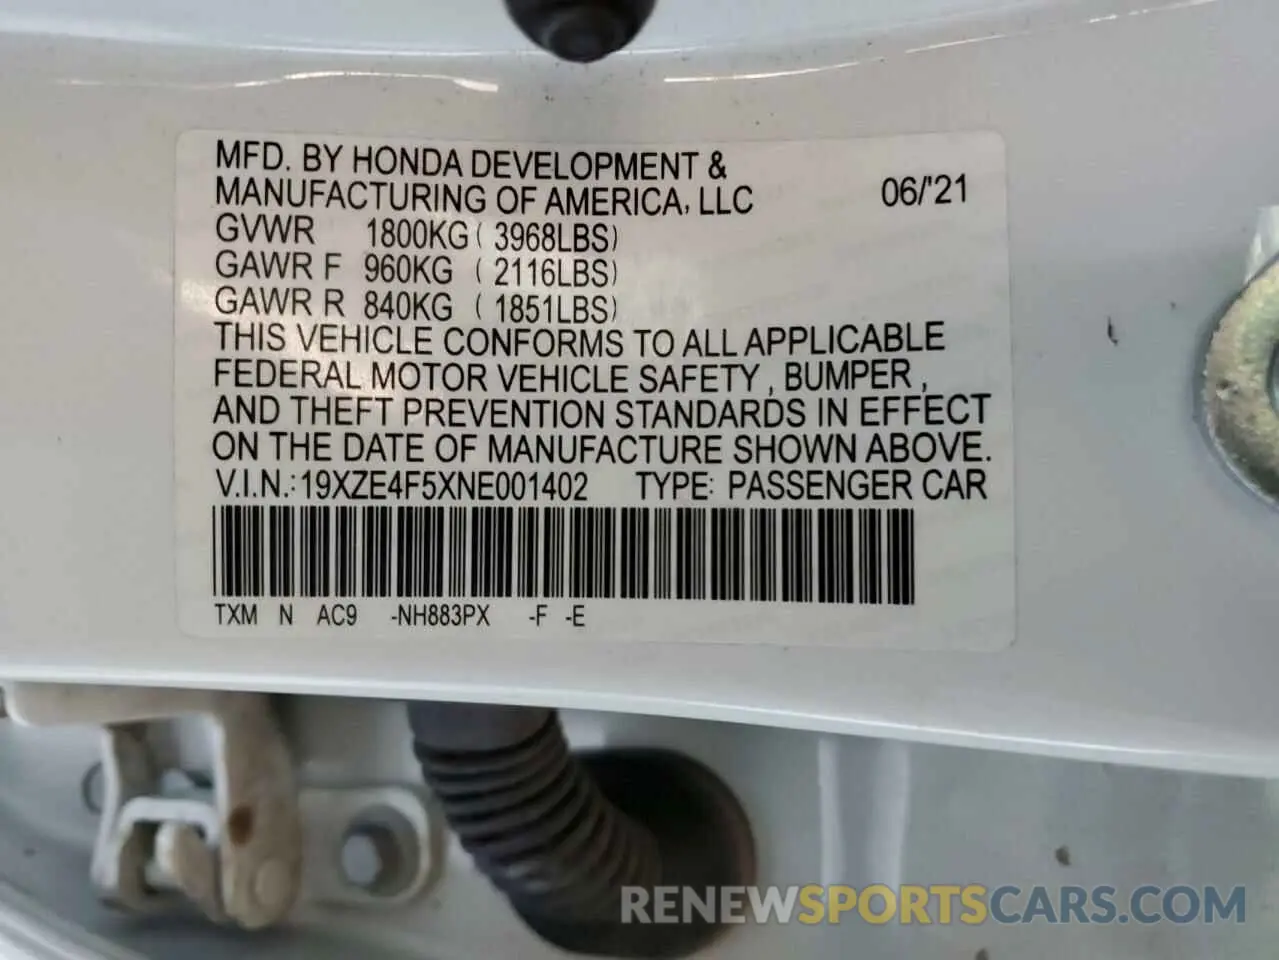 MFD. BY HONDA DEVELOPMENT &
MANUFACTURING OF AMERICA, LLC 06/'21
GVWR 1800KG ( 3968LBS)
GAWR F 960KG ( 2116LBS)
GAWR R 840KG ( 1851LBS)
THIS VEHICLE CONFORMS TO ALL APPLICABLE
FEDERAL MOTOR VEHICLE SAFETY , BUMPER ,
AND THEFT PREVENTION STANDARDS IN EFFECT
ON THE DATE OF MANUFACTURE SHOWN ABOVE.
V.I.N.: 19XZE4F5XNE001402 TYPE: PASSENGER CAR
TXM N AC9 -NH883PX -F -E
RENEWSPORTSCARS.COM